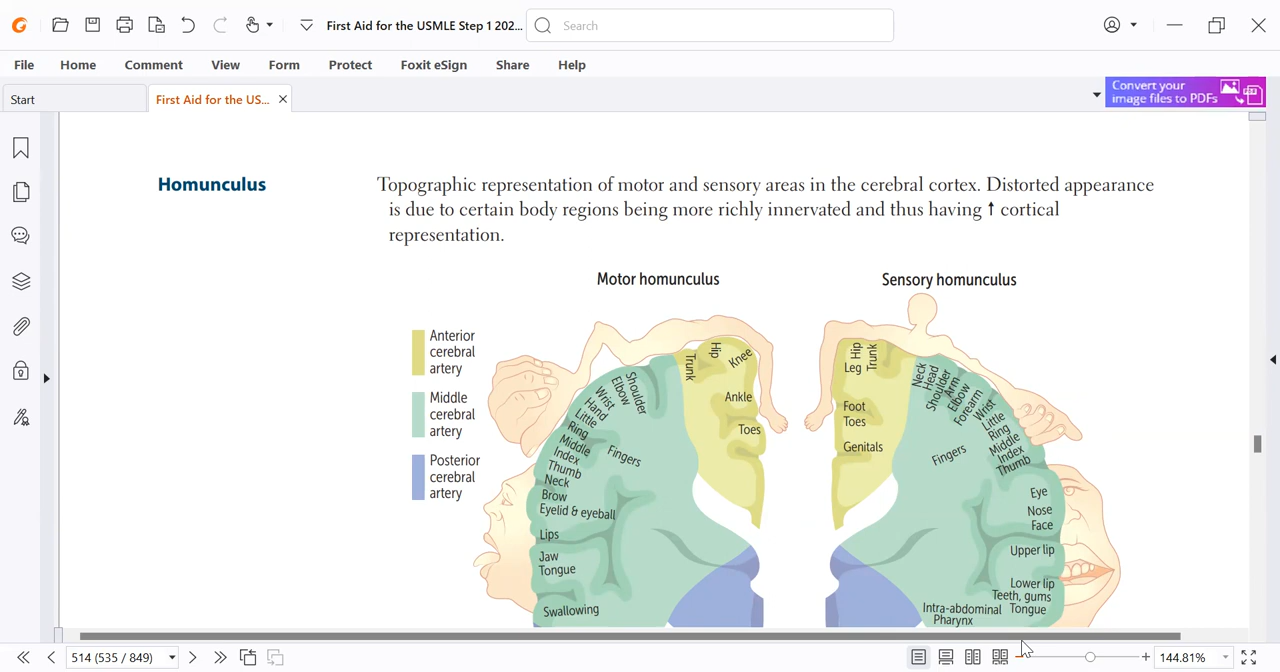 First Aid for the USMLE Step 1 202...
Search
File Home Comment View Form Protect Foxit eSign Share Help
Start
First Aid for the US...
Convert your
image files to PDFs
Homunculus
Topographic representation of motor and sensory areas in the cerebral cortex. Distorted appearance
is due to certain body regions being more richly innervated and thus having ↑ cortical
representation.
Motor homunculus
Sensory homunculus
Anterior
cerebral
artery
Middle
cerebral
artery
Posterior
cerebral
artery
Trunk
Hip
Knee
Ankle
Toes
Shoulder
Elbow
Wrist
Hand
Little
Ring
Middle
Index
Thumb
Fingers
Neck
Brow
Eyelid & eyeball
Lips
Jaw
Tongue
Swallowing
Hip
Trunk
Leg
Foot
Toes
Genitals
Neck
Head
Shoulder
Arm
Elbow
Forearm
Wrist
Little
Ring
Middle
Index
Thumb
Fingers
Eye
Nose
Face
Upper lip
Lower lip
Teeth, gums
Tongue
Intra-abdominal
Pharynx
514 (535 / 849)
144.81%